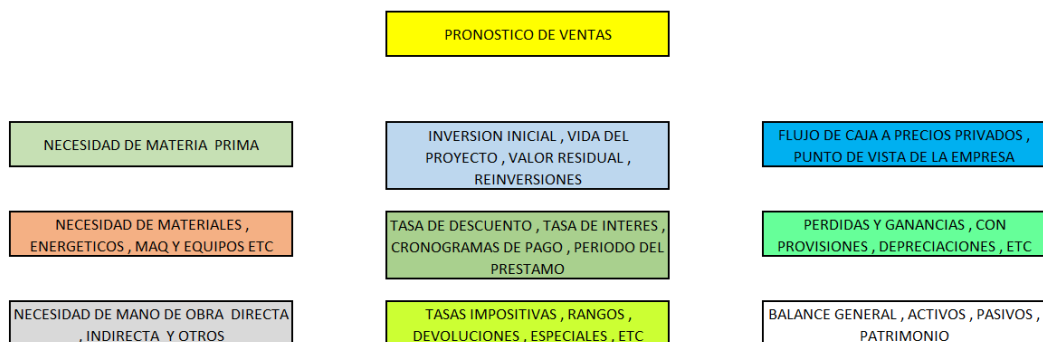 PRONOSTICO DE VENTAS
NECESIDAD DE MATERIA PRIMA
INVERSION INICIAL , VIDA DEL
PROYECTO , VALOR RESIDUAL ,
REINVERSIONES
FLUJO DE CAJA A PRECIOS PRIVADOS ,
PUNTO DE VISTA DE LA EMPRESA
NECESIDAD DE MATERIALES ,
ENERGETICOS , MAQ Y EQUIPOS ETC
TASA DE DESCUENTO , TASA DE INTERES ,
CRONOGRAMAS DE PAGO , PERIODO DEL
PRESTAMO
PERDIDAS Y GANANCIAS , CON
PROVISIONES , DEPRECIACIONES , ETC
NECESIDAD DE MANO DE OBRA DIRECTA
, INDIRECTA Y OTROS
TASAS IMPOSITIVAS , RANGOS ,
DEVOLUCIONES , ESPECIALES , ETC
BALANCE GENERAL , ACTIVOS , PASIVOS ,
PATRIMONIO